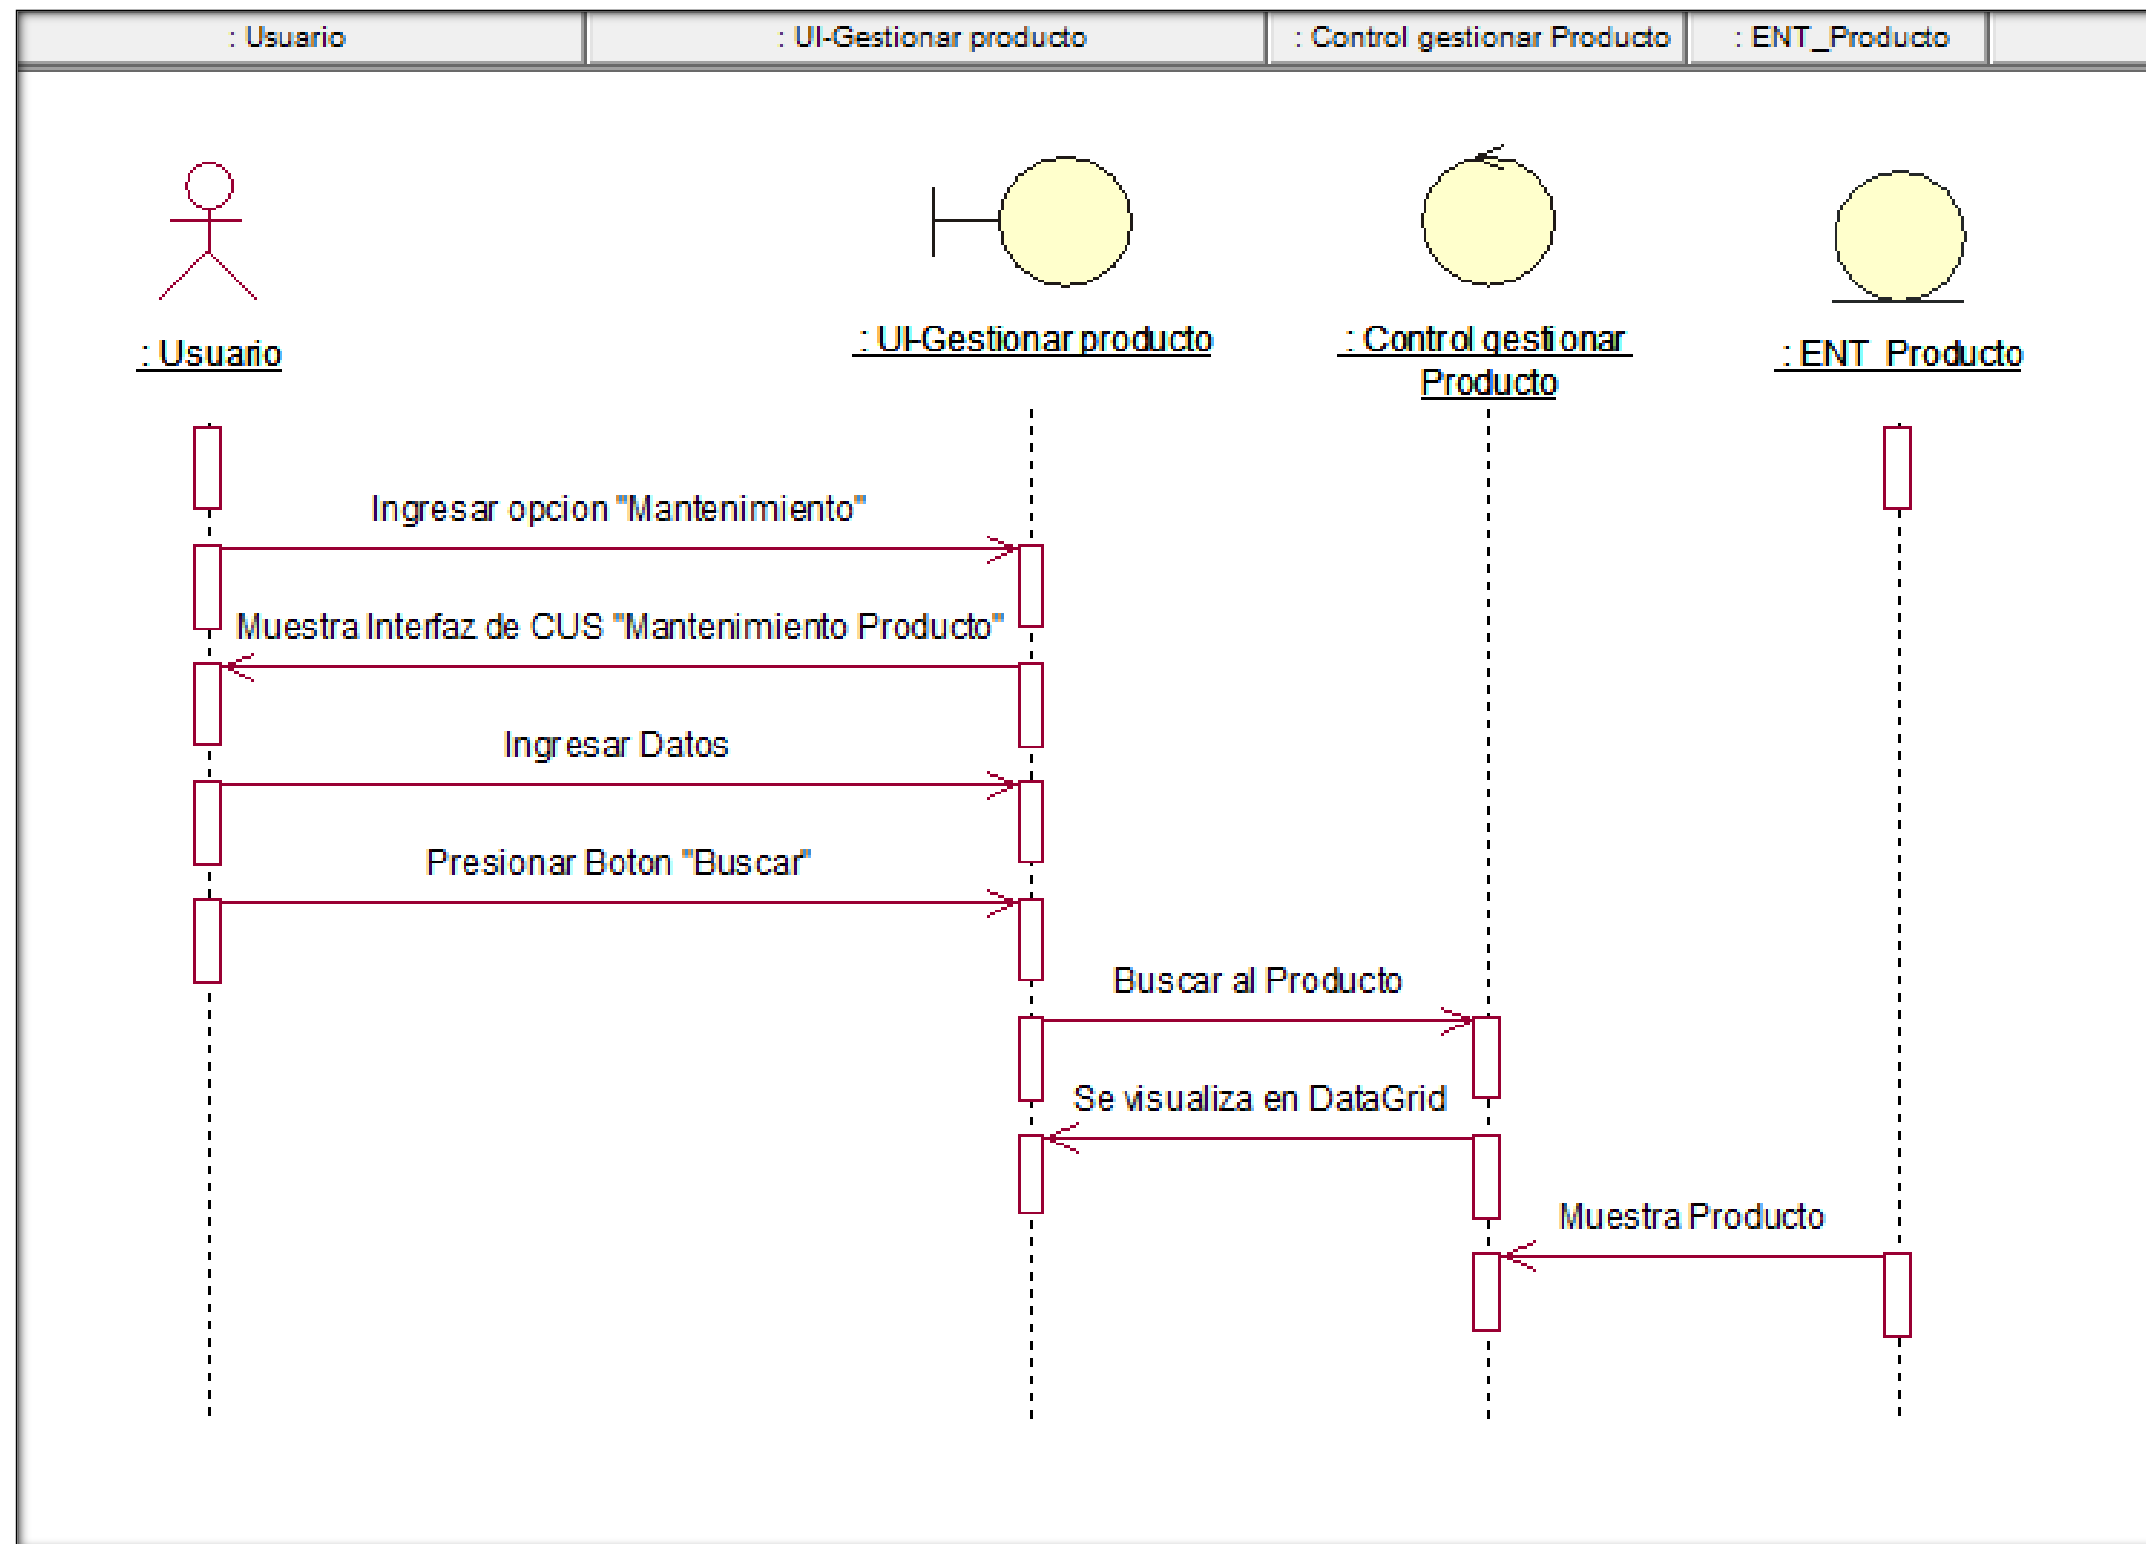 : Usuario
: UI-Gestionar producto
: Control gestionar Producto
: ENT_Producto
: Usuario
: UI-Gestionar producto
: Control gestionar
Producto
: ENT_Producto
Ingresar opcion "Mantenimiento"
Muestra Interfaz de CUS "Mantenimiento Producto"
Ingresar Datos
Presionar Boton "Buscar"
Buscar al Producto
Se visualiza en DataGrid
Muestra Producto